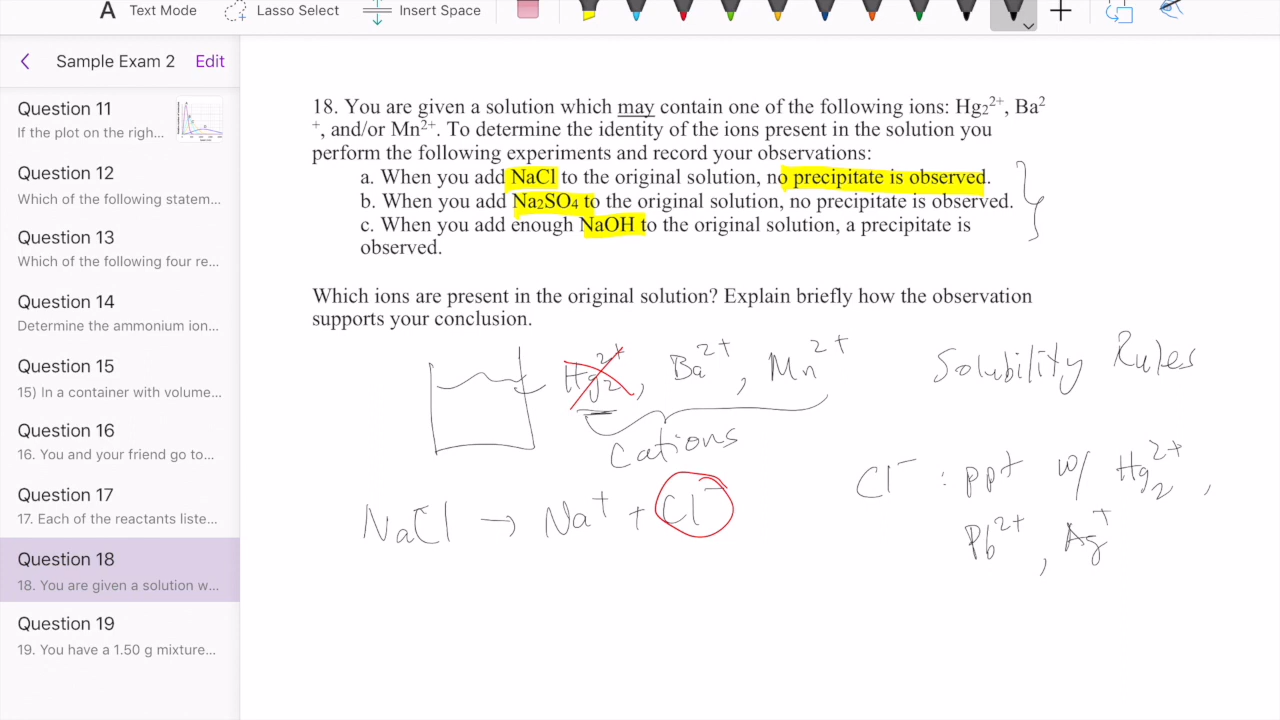 Text Mode
Lasso Select
Insert Space
Sample Exam 2
Edit
Question 11
If the plot on the righ...
Question 12
Which of the following statem...
Question 13
Which of the following four re...
Question 14
Determine the ammonium ion...
Question 15
15) In a container with volume...
Question 16
16. You and your friend go to...
Question 17
17. Each of the reactants liste...
Question 18
18. You are given a solution w...
Question 19
19. You have a 1.50 g mixture...
18. You are given a solution which may contain one of the following ions: Hg₂²⁺, Ba²
⁺, and/or Mn²⁺. To determine the identity of the ions present in the solution you
perform the following experiments and record your observations:
a. When you add NaCl to the original solution, no precipitate is observed.
b. When you add Na₂SO₄ to the original solution, no precipitate is observed.
c. When you add enough NaOH to the original solution, a precipitate is
observed.
Which ions are present in the original solution? Explain briefly how the observation
supports your conclusion.
Hg₂²⁺, Ba²⁺, Mn²⁺
Cations
NaCl → Na⁺ + Cl⁻
Solubility Rules
Cl⁻ : ppt w/ Hg₂²⁺,
Pb²⁺, Ag⁺